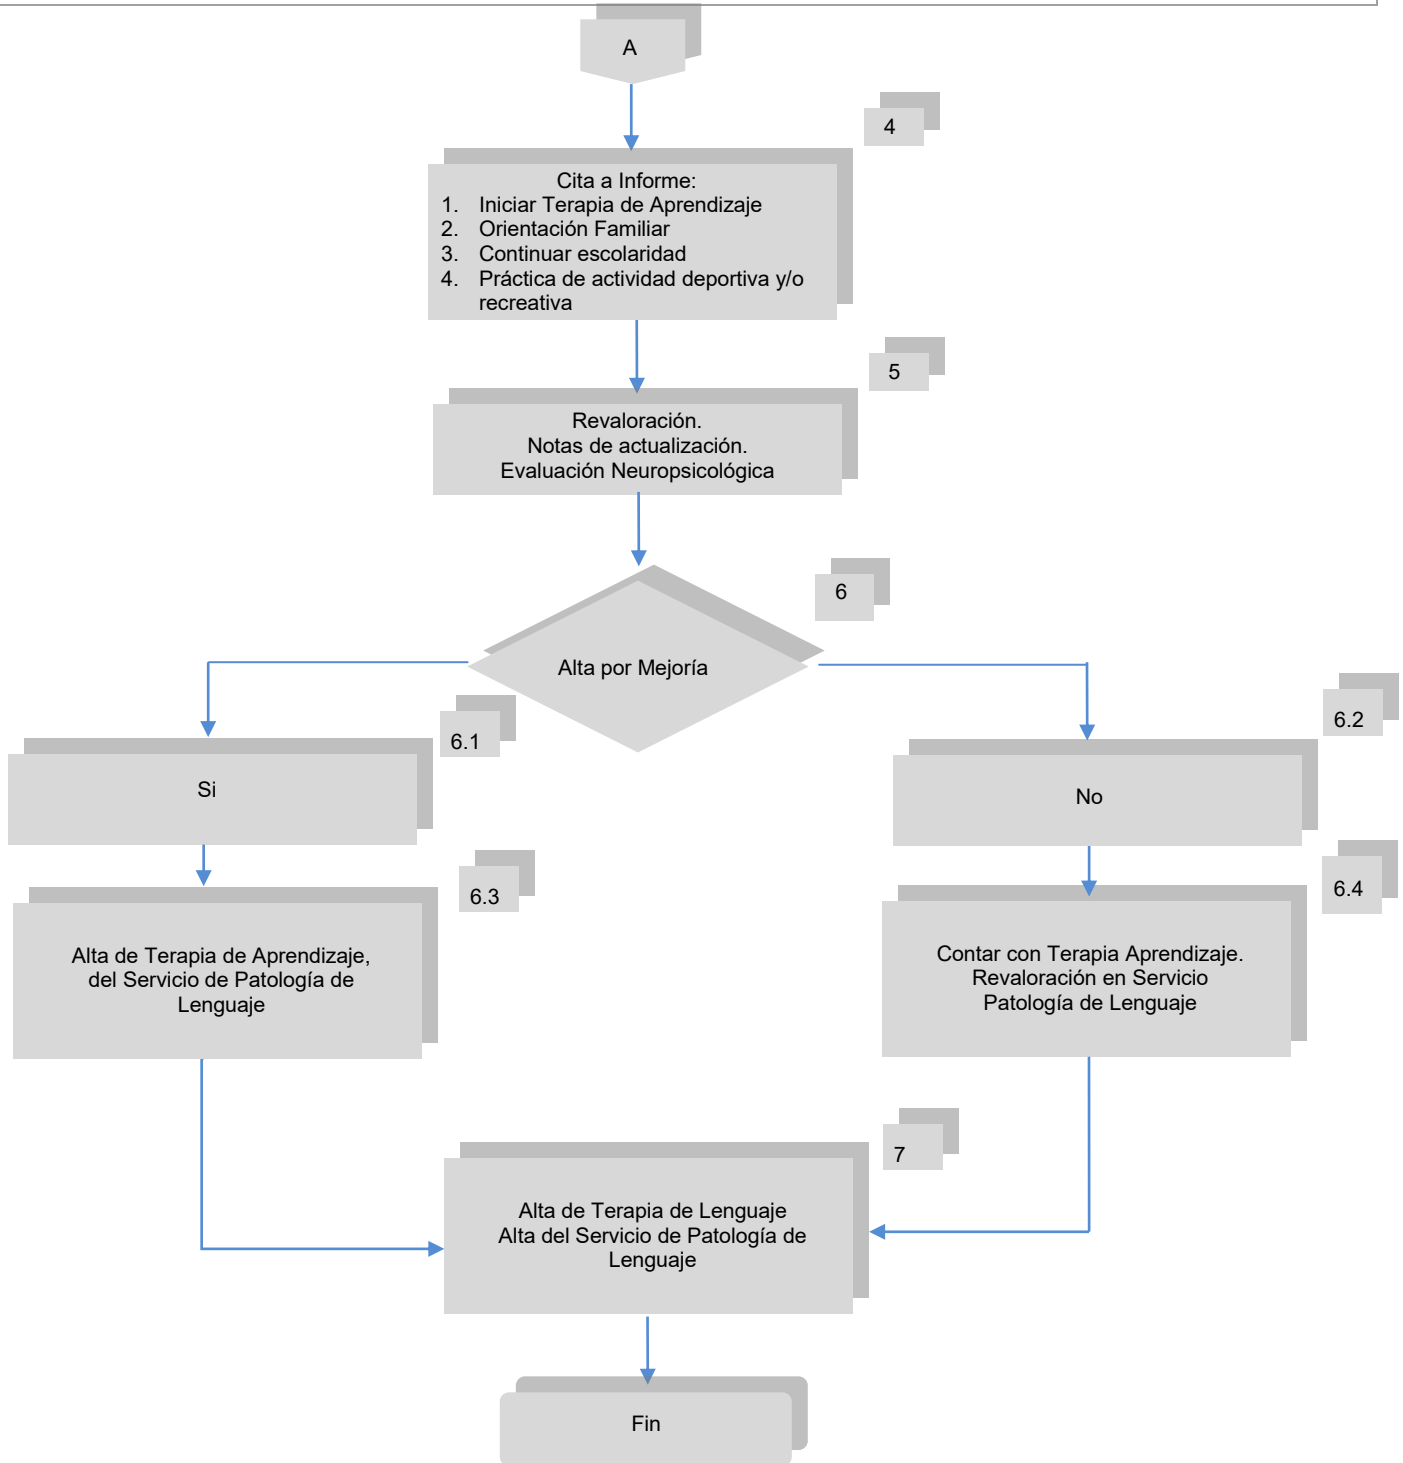 A
4
Cita a Informe:
1. Iniciar Terapia de Aprendizaje
2. Orientación Familiar
3. Continuar escolaridad
4. Práctica de actividad deportiva y/o
recreativa
5
Revaloración.
Notas de actualización.
Evaluación Neuropsicológica
6
Alta por Mejoría
6.1
6.2
Si
No
6.3
6.4
Alta de Terapia de Aprendizaje,
del Servicio de Patología de
Lenguaje
Contar con Terapia Aprendizaje.
Revaloración en Servicio
Patología de Lenguaje
7
Alta de Terapia de Lenguaje
Alta del Servicio de Patología de
Lenguaje
Fin